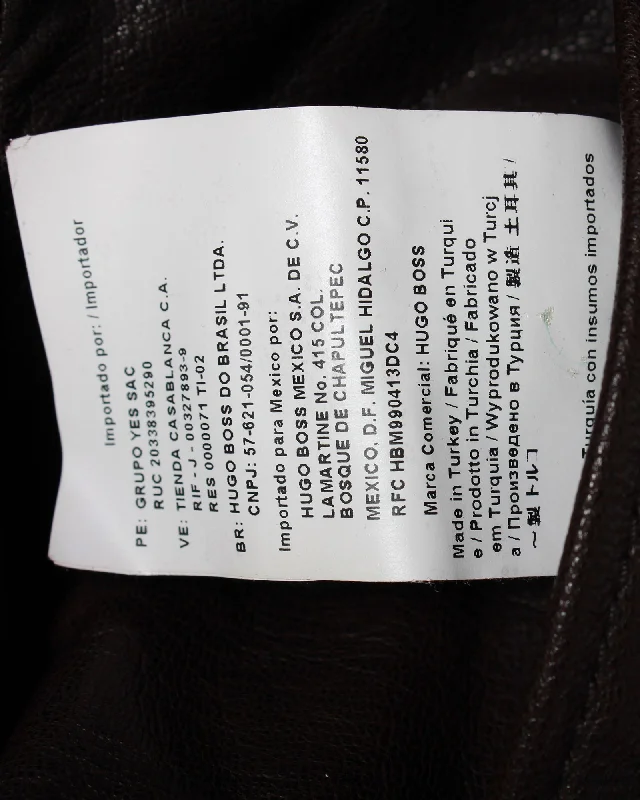 Importado por: / Importador
PE: GRUPO YES SAC
RUC 20338395290
VE: TIENDA CASABLANCA C.A.
RIF - J - 00327893-9
RES 0000071 TI-02
BR: HUGO BOSS DO BRASIL LTDA.
CNPJ: 57-621-054/0001-91
Importado para Mexico por:
HUGO BOSS MEXICO S.A. DE C.V.
LAMARTINE No. 415 COL.
BOSQUE DE CHAPULTEPEC
MEXICO, D.F. MIGUEL HIDALGO C.P. 11580
RFC HBM990413DC4
Marca Comercial: HUGO BOSS
Made in Turkey / Fabriqué en Turqui
e / Prodotto in Turchia / Fabricado
em Turquia / Wyprodukowano w Turcj
a / Произведено в Турция / 製造 土耳其 /
~製 トルコ
Turquía con insumos importados